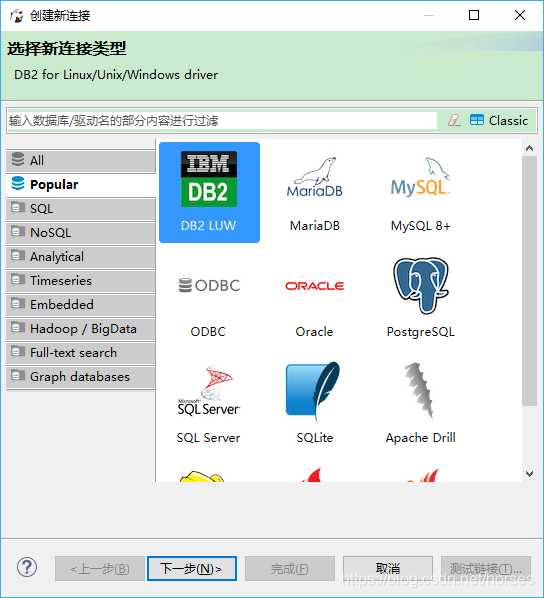 创建新连接
选择新连接类型
DB2 for Linux/Unix/Windows driver
输入数据库/驱动名的部分内容进行过滤
Classic
All
Popular
SQL
NoSQL
Analytical
Timeseries
Embedded
Hadoop / BigData
Full-text search
Graph databases
IBM
DB2
DB2 LUW
MariaDB
MariaDB
MySQL
MySQL 8+
ODBC
ODBC
ORACLE
Oracle
PostgreSQL
Microsoft
SQL Server
SQL Server
SQLite
Apache Drill
<上一步(B)
下一步(N)>
完成(F)
取消
测试链接(T)...
https://blog.csdn.net/horses